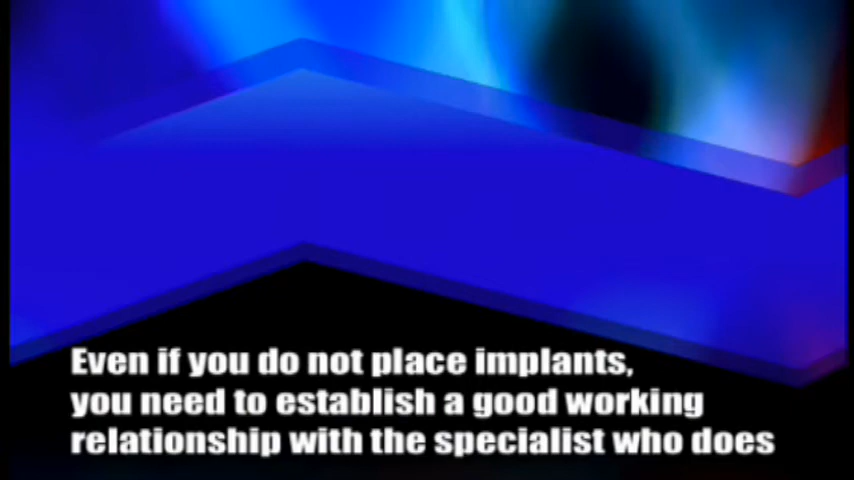 Even if you do not place implants,
you need to establish a good working
relationship with the specialist who does